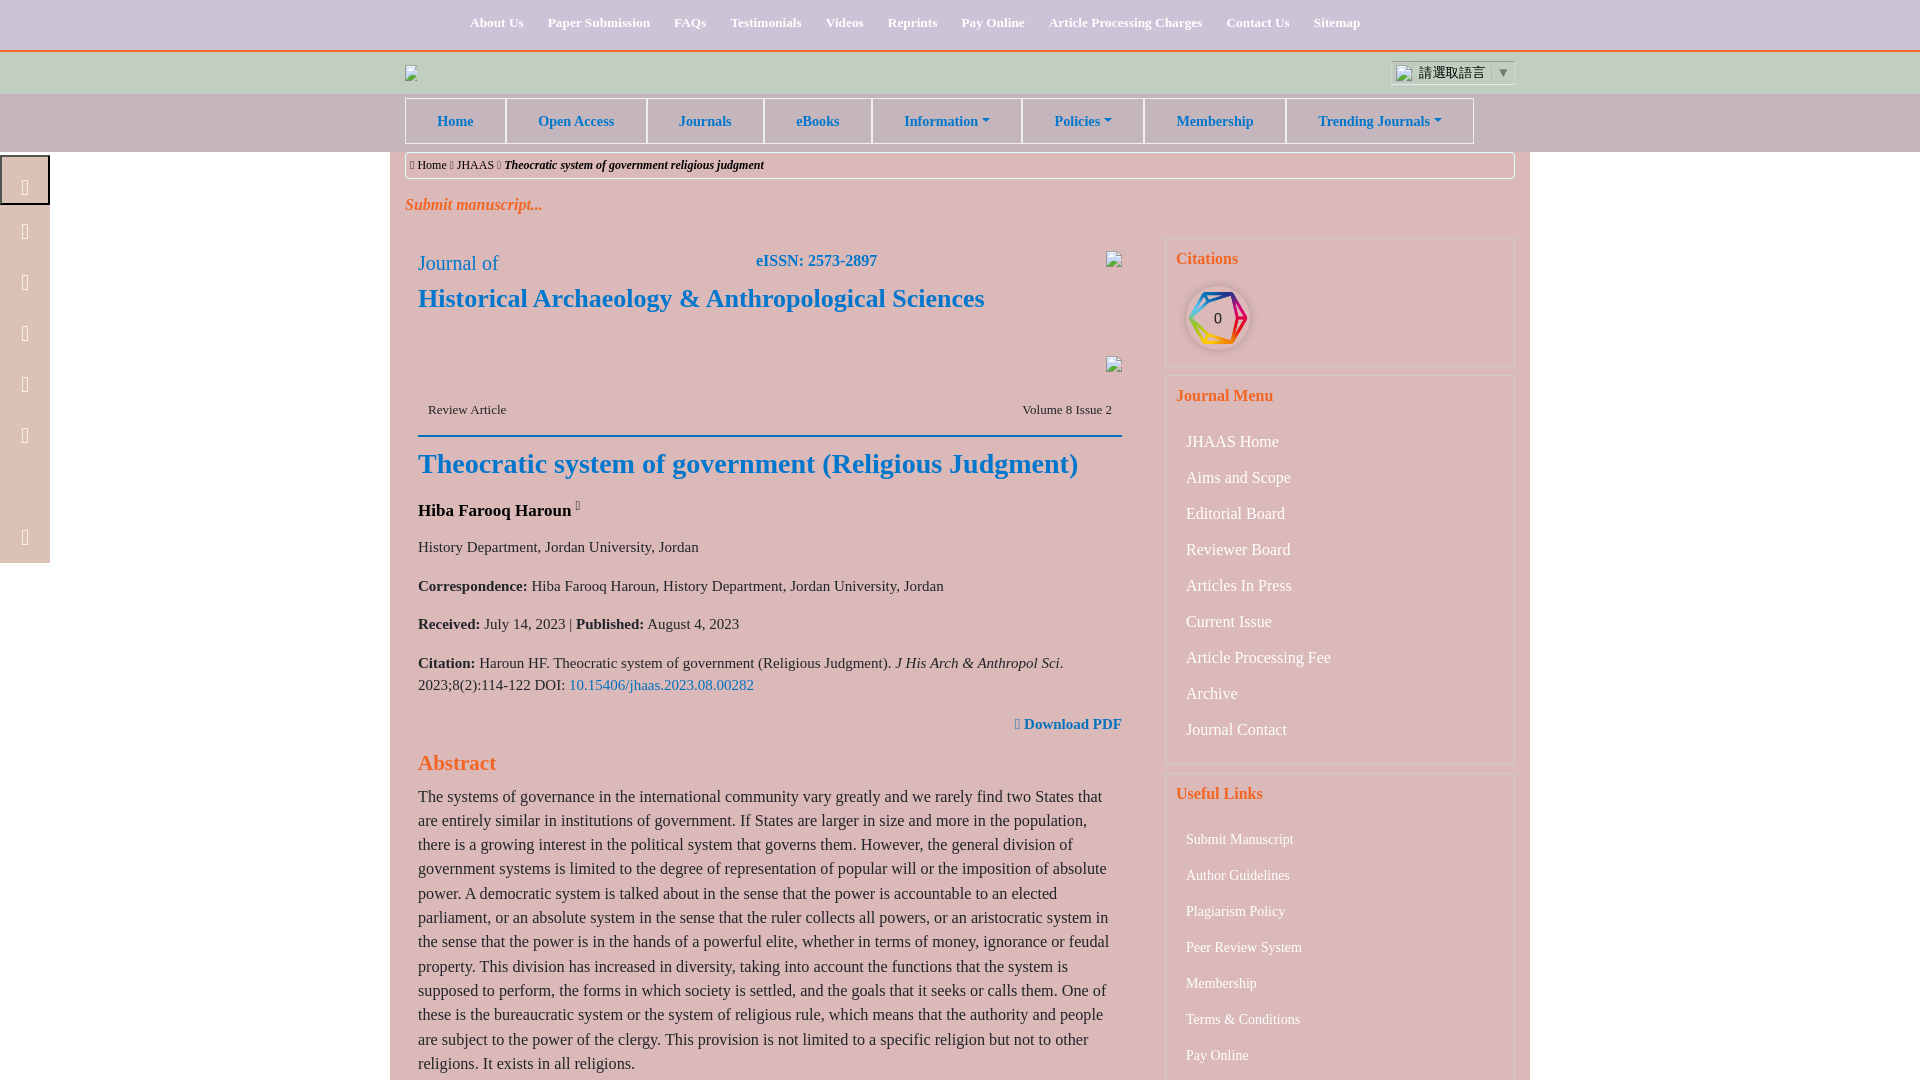 About Us Paper Submission FAQs Testimonials Videos Reprints Pay Online Article Processing Charges Contact Us Sitemap
請選取語言 ▼
Home Open Access Journals eBooks Information Policies Membership Trending Journals
Home JHAAS Theocratic system of government religious judgment
Submit manuscript...
Journal of
eISSN: 2573-2897
Historical Archaeology & Anthropological Sciences
Review Article
Volume 8 Issue 2
Theocratic system of government (Religious Judgment)
Hiba Farooq Haroun
History Department, Jordan University, Jordan
Correspondence: Hiba Farooq Haroun, History Department, Jordan University, Jordan
Received: July 14, 2023 | Published: August 4, 2023
Citation: Haroun HF. Theocratic system of government (Religious Judgment). J His Arch & Anthropol Sci.
2023;8(2):114-122 DOI: 10.15406/jhaas.2023.08.00282
Download PDF
Abstract
The systems of governance in the international community vary greatly and we rarely find two States that
are entirely similar in institutions of government. If States are larger in size and more in the population,
there is a growing interest in the political system that governs them. However, the general division of
government systems is limited to the degree of representation of popular will or the imposition of absolute
power. A democratic system is talked about in the sense that the power is accountable to an elected
parliament, or an absolute system in the sense that the ruler collects all powers, or an aristocratic system in
the sense that the power is in the hands of a powerful elite, whether in terms of money, ignorance or feudal
property. This division has increased in diversity, taking into account the functions that the system is
supposed to perform, the forms in which society is settled, and the goals that it seeks or calls them. One of
these is the bureaucratic system or the system of religious rule, which means that the authority and people
are subject to the power of the clergy. This provision is not limited to a specific religion but not to other
religions. It exists in all religions.
Citations
0
Journal Menu
JHAAS Home
Aims and Scope
Editorial Board
Reviewer Board
Articles In Press
Current Issue
Article Processing Fee
Archive
Journal Contact
Useful Links
Submit Manuscript
Author Guidelines
Plagiarism Policy
Peer Review System
Membership
Terms & Conditions
Pay Online